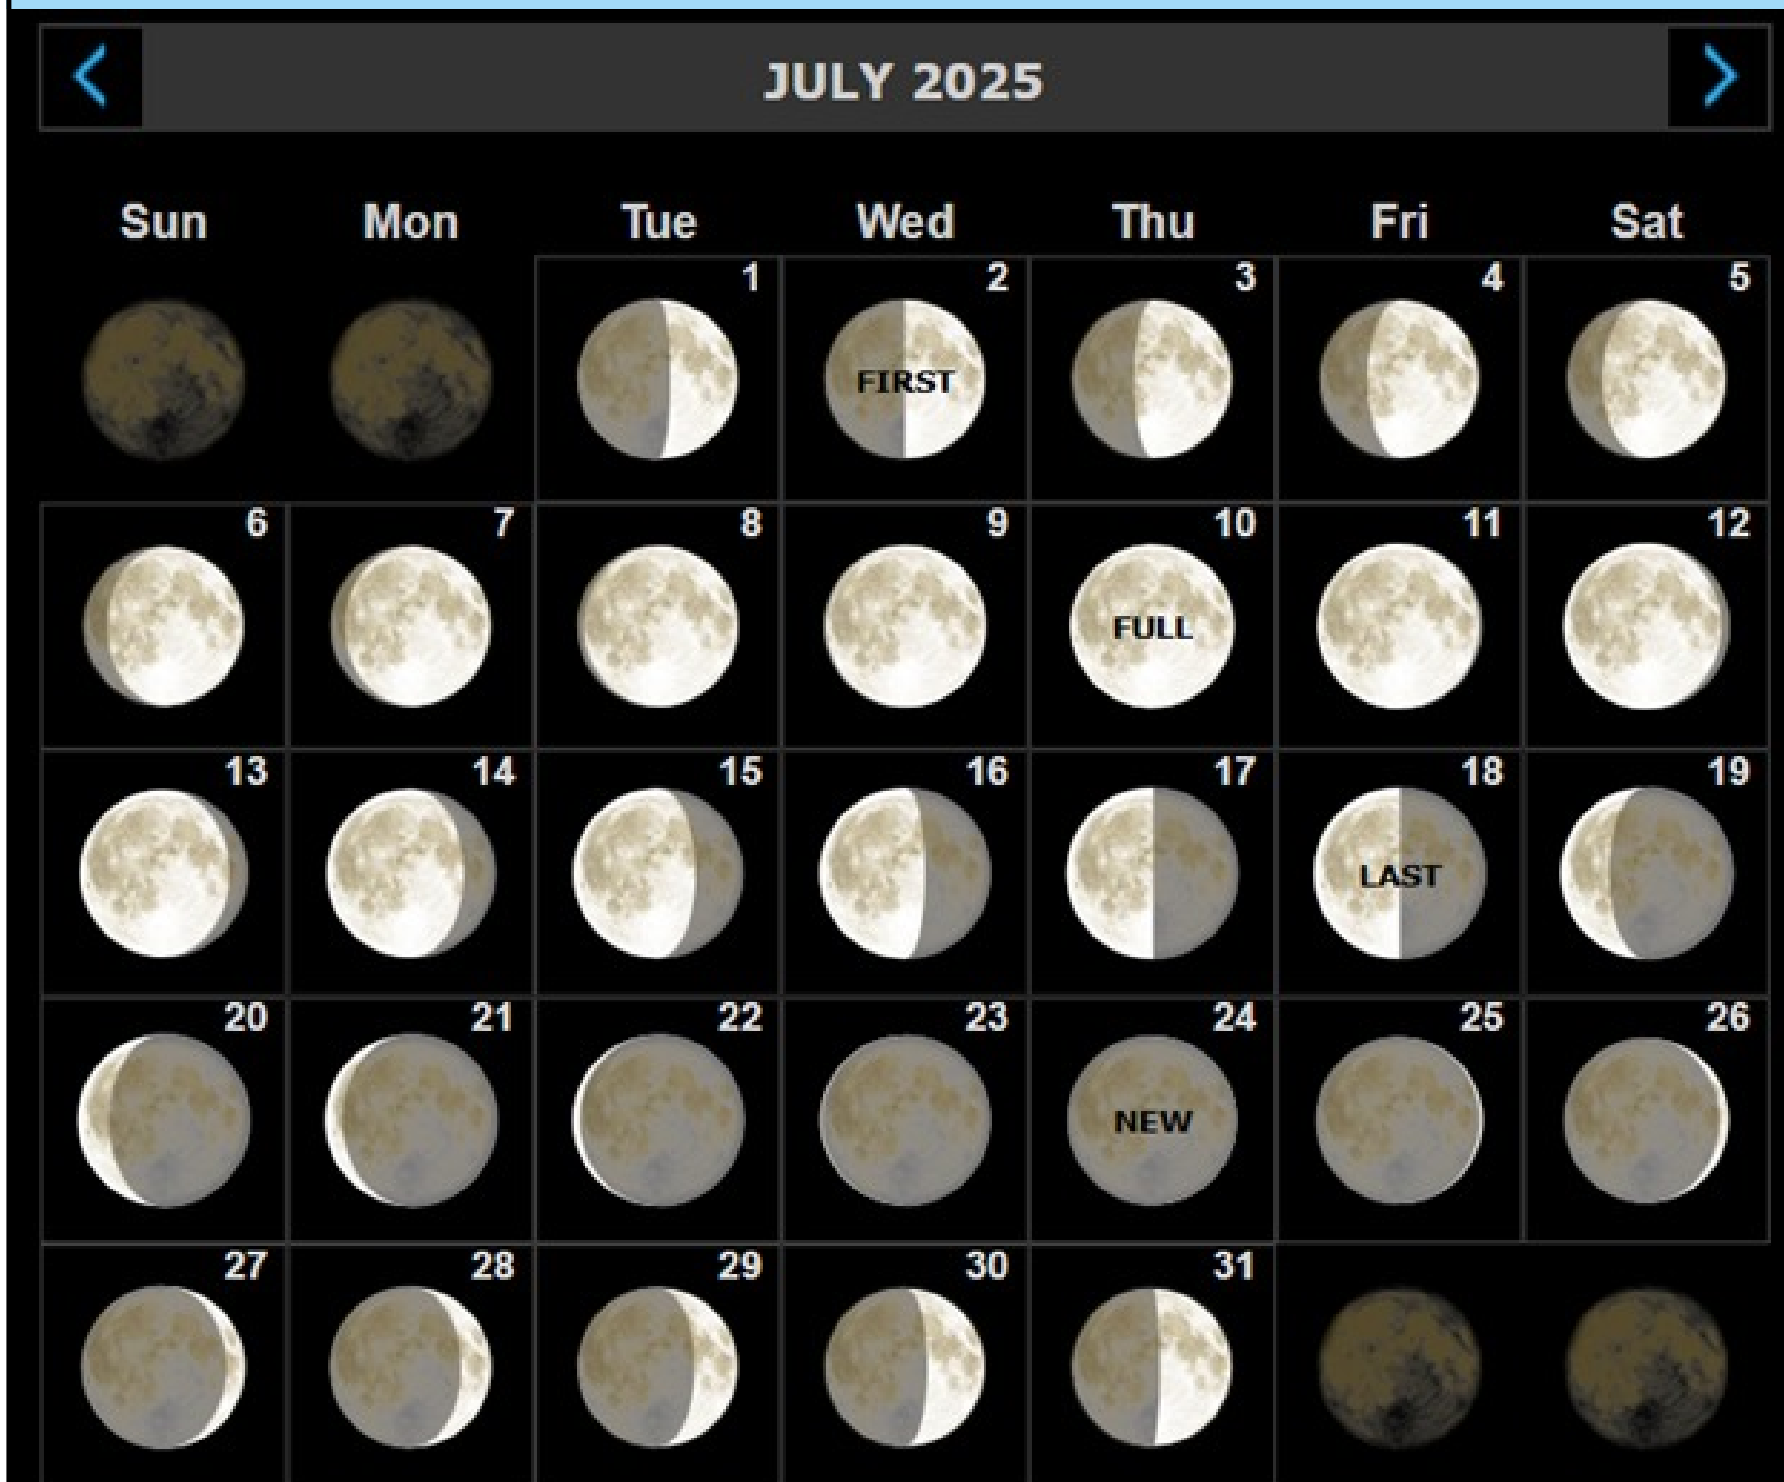 JULY 2025
Sun Mon Tue Wed Thu Fri Sat
1 2 3 4 5
FIRST
6 7 8 9 10 11 12
FULL
13 14 15 16 17 18 19
LAST
20 21 22 23 24 25 26
NEW
27 28 29 30 31